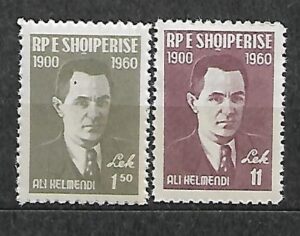 RP E SHQIPERISE
1900 1960
Lek
ALI KELMENDI 1 50
RP E SHQIPERISE
1900 1960
Lek
ALI KELMENDI 11